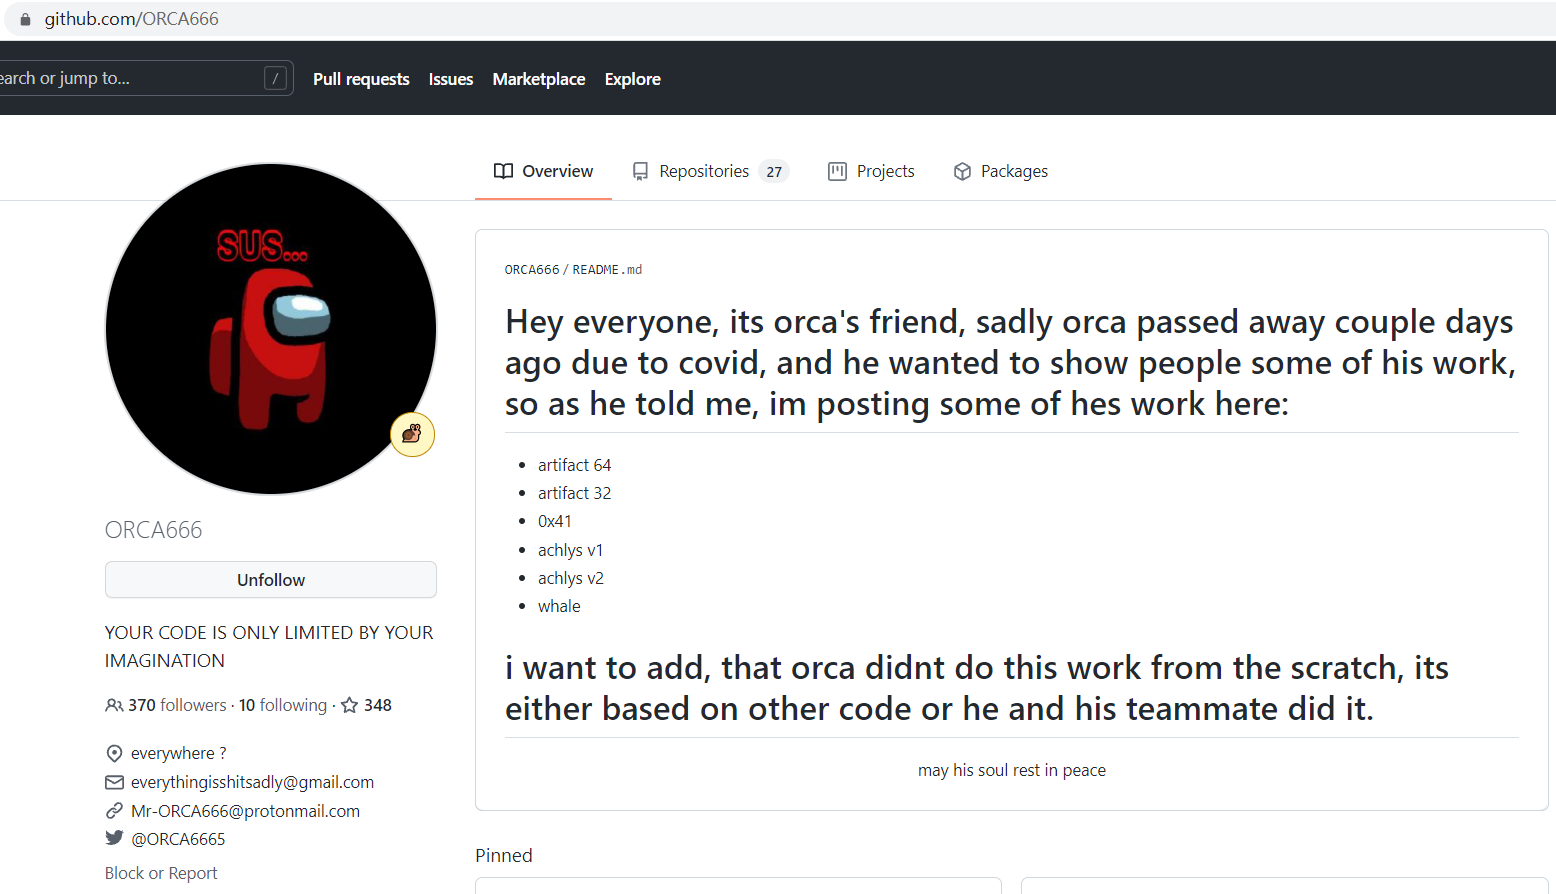 github.com/ORCA666
earch or jump to...
/
Pull requests
Issues
Marketplace
Explore
Overview
Repositories 27
Projects
Packages
SUS...
ORCA666
Unfollow
YOUR CODE IS ONLY LIMITED BY YOUR
IMAGINATION
370 followers · 10 following · 348
everywhere ?
everythingisshitsadly@gmail.com
Mr-ORCA666@protonmail.com
@ORCA6665
Block or Report
ORCA666 / README.md
Hey everyone, its orca's friend, sadly orca passed away couple days
ago due to covid, and he wanted to show people some of his work,
so as he told me, im posting some of hes work here:
• artifact 64
• artifact 32
• 0x41
• achlys v1
• achlys v2
• whale
i want to add, that orca didnt do this work from the scratch, its
either based on other code or he and his teammate did it.
may his soul rest in peace
Pinned